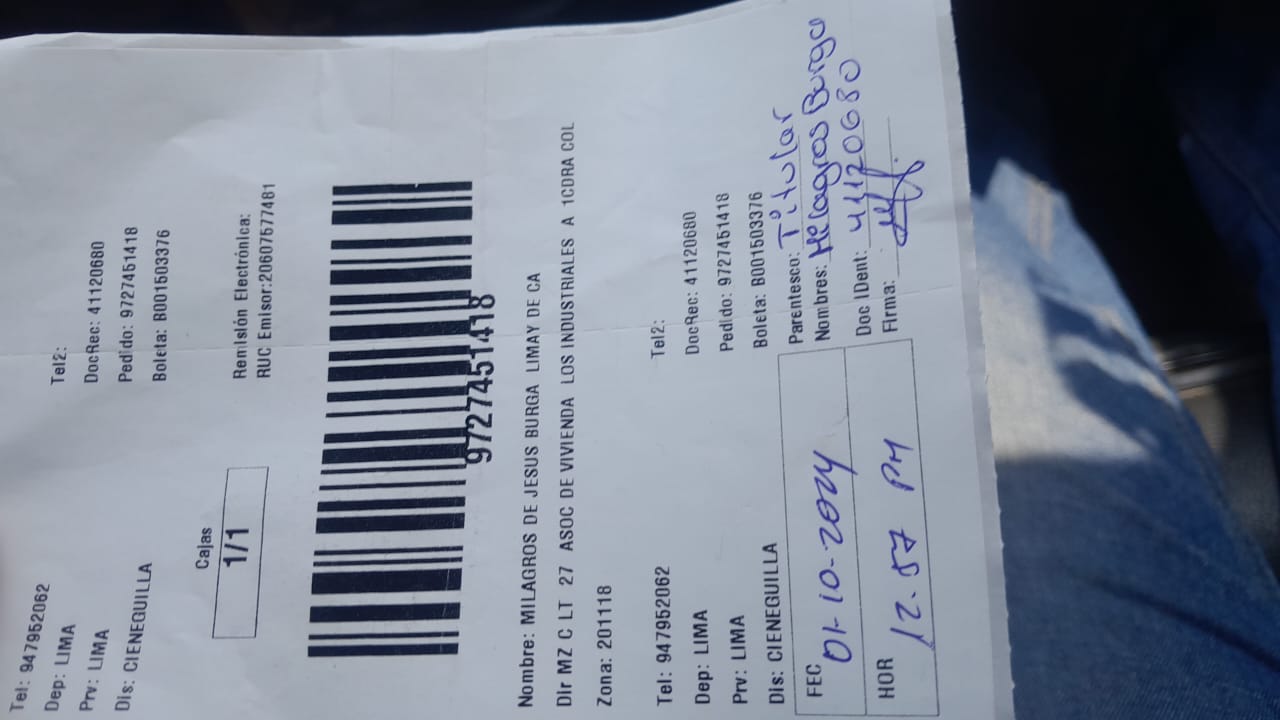 Tel: 947952062
Tel2:
Dep: LIMA
DocRec: 41120680
Prv: LIMA
Pedido: 9727451418
Dis: CIENEGUILLA
Boleta: B001503376
Cajas
1/1
Remisión Electrónica:
RUC Emisor:20607577481
9727451418
Nombre: MILAGROS DE JESUS BURGA LIMAY DE CA
Dir MZ C LT 27 ASOC DE VIVIENDA LOS INDUSTRIALES A 1CDRA COL
Zona: 201118
Tel: 947952062
Tel2:
Dep: LIMA
DocRec: 41120680
Prv: LIMA
Pedido: 9727451418
Dis: CIENEGUILLA
Boleta: B001503376
FEC 01-10-2024
HOR 12.57 PM
Parentesco: Titular
Nombres: Milagros Burga
Doc IDent: 41120680
Firma: